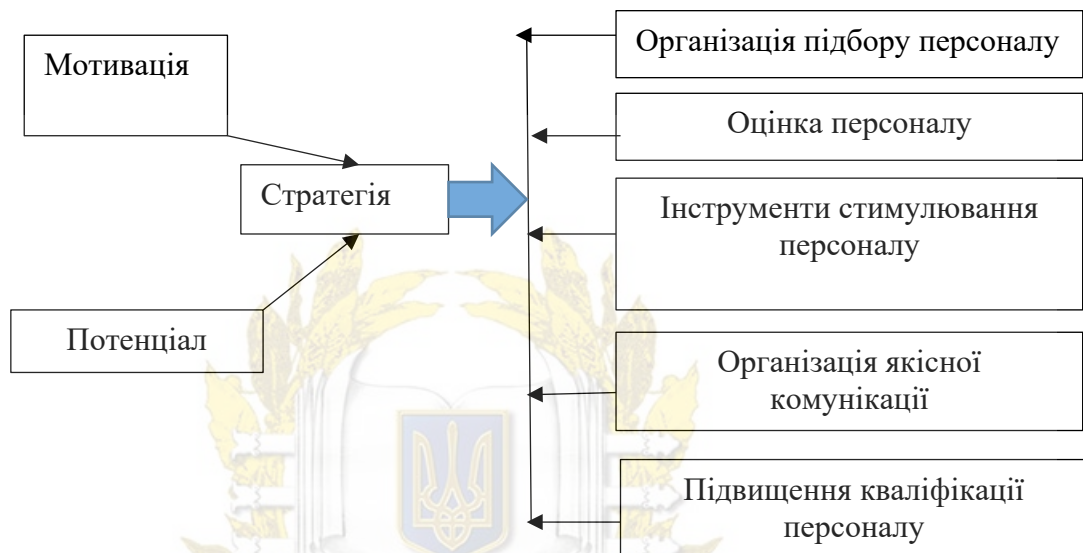 Мотивація
Стратегія
Потенціал
Організація підбору персоналу
Оцінка персоналу
Інструменти стимулювання
персоналу
Організація якісної
комунікації
Підвищення кваліфікації
персоналу